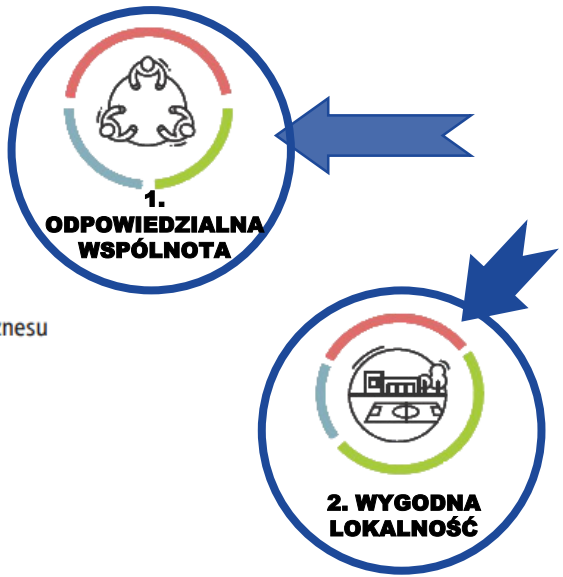 1.
ODPOWIEDZIALNA
WSPÓLNOTA
znesu
2. WYGODNA
LOKALNOŚĆ